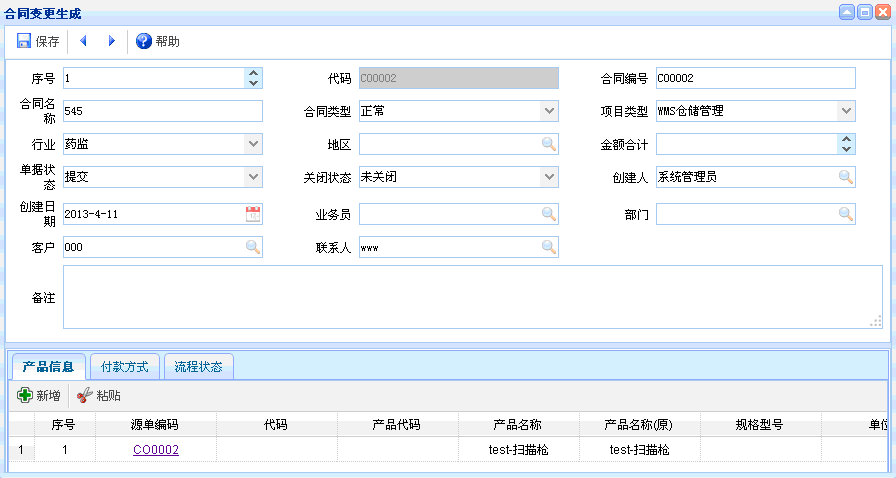 合同变更生成
保存 帮助
序号 1 代码 CO0002 合同编号 CO0002
合同名称 545 合同类型 正常 项目类型 WMS仓储管理
行业 药监 地区 金额合计
单据状态 提交 关闭状态 未关闭 创建人 系统管理员
创建日期 2013-4-11 业务员 部门
客户 000 联系人 www
备注
产品信息 付款方式 流程状态
新增 粘贴
序号 源单编码 代码 产品代码 产品名称 产品名称(原) 规格型号
1 1 CO0002 test-扫描枪 test-扫描枪